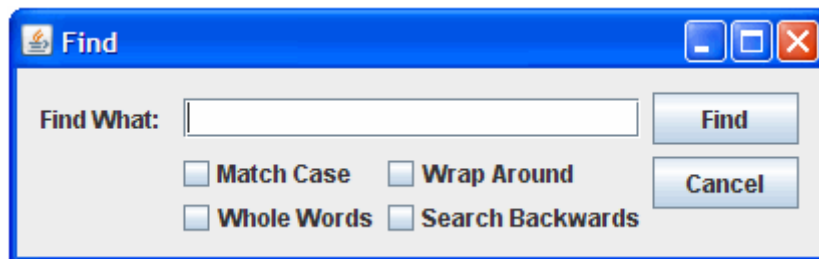 Find
Find What: Find
Match Case Wrap Around Cancel
Whole Words Search Backwards